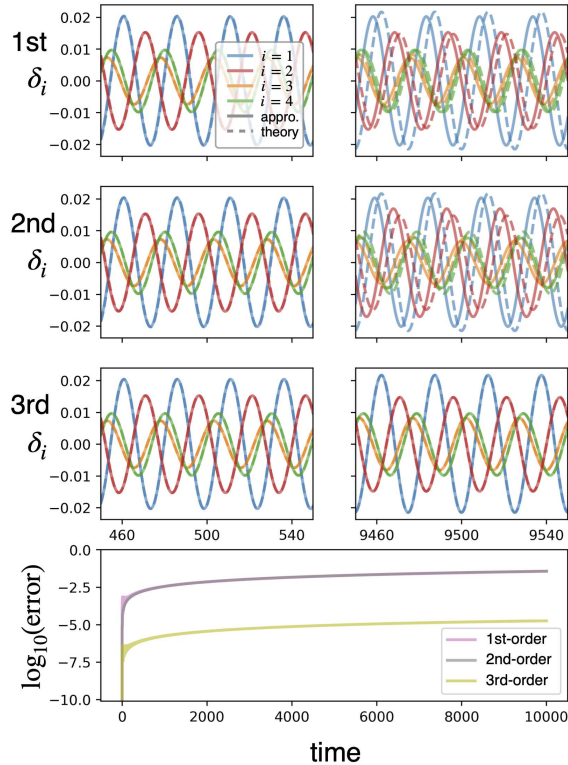 1st
δᵢ
0.02
0.01
0.00
−0.01
−0.02
i = 1
i = 2
i = 3
i = 4
appro.
theory
2nd
δᵢ
0.02
0.01
0.00
−0.01
−0.02
3rd
δᵢ
0.02
0.01
0.00
−0.01
−0.02
460 500 540
9460 9500 9540
log₁₀(error)
0.0
−2.5
−5.0
−7.5
−10.0
1st-order
2nd-order
3rd-order
0 2000 4000 6000 8000 10000
time